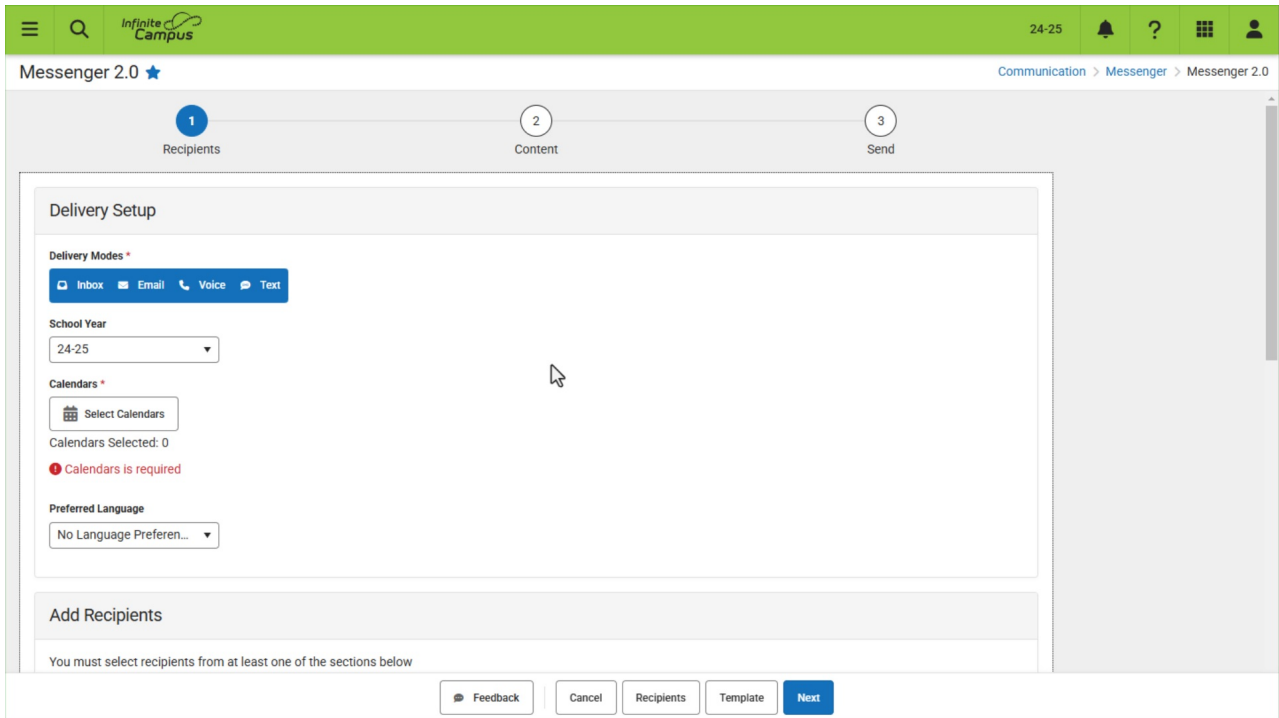 Infinite Campus
24-25
Messenger 2.0
Communication > Messenger > Messenger 2.0
1
2
3
Recipients
Content
Send
Delivery Setup
Delivery Modes *
Inbox Email Voice Text
School Year
24-25
Calendars *
Select Calendars
Calendars Selected: 0
Calendars is required
Preferred Language
No Language Preferen...
Add Recipients
You must select recipients from at least one of the sections below
Feedback Cancel Recipients Template Next